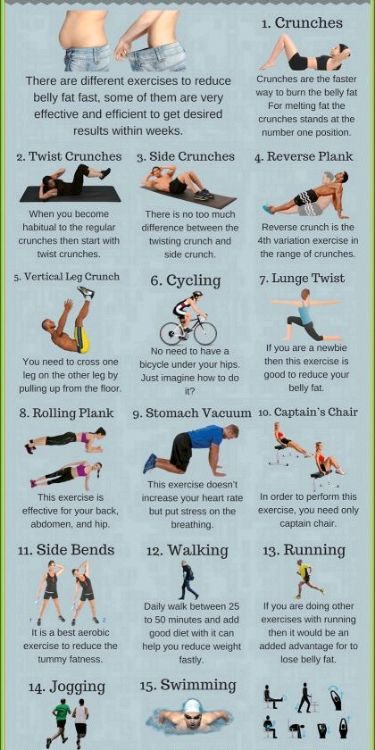 1. Crunches
There are different exercises to reduce
belly fat fast, some of them are very
effective and efficient to get desired
results within weeks.
Crunches are the faster
way to burn the belly fat
For melting fat the
crunches stands at the
number one position.
2. Twist Crunches
When you become
habitual to the regular
crunches then start with
twist crunches.
3. Side Crunches
There is no too much
difference between the
twisting crunch and
side crunch.
4. Reverse Plank
Reverse crunch is the
4th variation exercise in
the range of crunches.
5. Vertical Leg Crunch
You need to cross one
leg on the other leg by
pulling up from the floor.
6. Cycling
No need to have a
bicycle under your hips.
Just imagine how to do
it?
7. Lunge Twist
If you are a newbie
then this exercise is
good to reduce your
belly fat.
8. Rolling Plank
This exercise is
effective for your back,
abdomen, and hip.
9. Stomach Vacuum
This exercise doesn't
increase your heart rate
but put stress on the
breathing.
10. Captain's Chair
In order to perform this
exercise, you need only
captain chair.
11. Side Bends
1 2
It is a best aerobic
exercise to reduce the
tummy fatness.
12. Walking
Daily walk between 25
to 50 minutes and add
good diet with it can
help you reduce weight
fastly.
13. Running
If you are doing other
exercises with running
then it would be an
added advantage for to
lose belly fat.
14. Jogging
15. Swimming